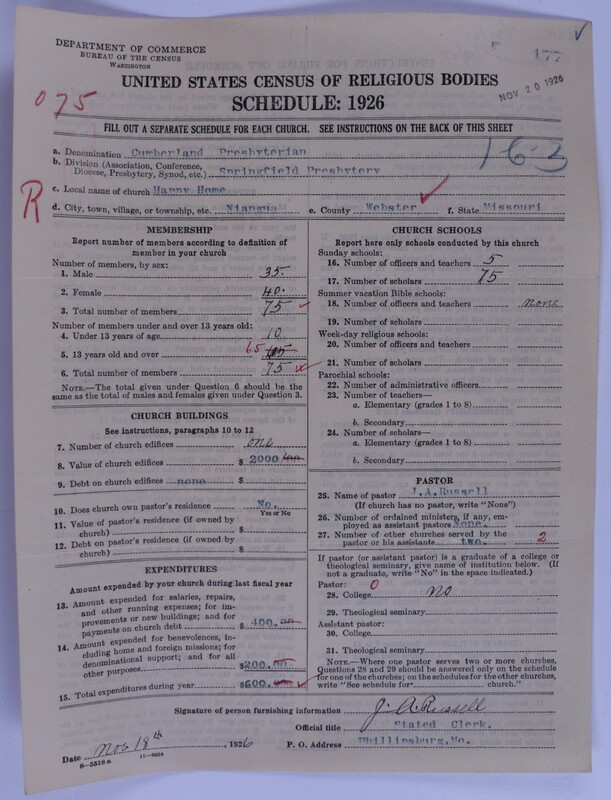 DEPARTMENT OF COMMERCE
BUREAU OF THE CENSUS
WASHINGTON
NOV 20 1926
UNITED STATES CENSUS OF RELIGIOUS BODIES
SCHEDULE: 1926
075
FILL OUT A SEPARATE SCHEDULE FOR EACH CHURCH. SEE INSTRUCTIONS ON THE BACK OF THIS SHEET
163
a. Denomination Cumberland Presbyterian
b. Division (Association, Conference, Diocese, Presbytery, Synod, etc.) Springfield Presbytery
R
c. Local name of church Happy Home
d. City, town, village, or township, etc. Niangua e. County Webster f. State Missouri
MEMBERSHIP
Report number of members according to definition of
member in your church
Number of members, by sex:
1. Male 35.
2. Female 40.
3. Total number of members 75
Number of members under and over 13 years old:
4. Under 13 years of age 10
5. 13 years old and over 65
6. Total number of members 75
NOTE.—The total given under Question 6 should be
same as the total of males and females given under Question 3.
CHURCH BUILDINGS
See instructions, paragraphs 10 to 12
7. Number of church edifices one
8. Value of church edifices $ 2000
9. Debt on church edifices none $
10. Does church own pastor's residence No.
Yes or No
11. Value of pastor's residence (if owned by
church) $
12. Debt on pastor's residence (if owned by
church) $
EXPENDITURES
Amount expended by your church during last fiscal year
13. Amount expended for salaries, repairs,
and other running expenses; for im-
provements or new buildings; and for
payments on church debt $ 400.00
14. Amount expended for benevolences, in-
cluding home and foreign missions; for
denominational support; and for all
other purposes $200.00
15. Total expenditures during year $600.00
CHURCH SCHOOLS
Report here only schools conducted by this church
Sunday schools:
16. Number of officers and teachers 5
17. Number of scholars 75
Summer vacation Bible schools:
18. Number of officers and teachers none
19. Number of scholars
Week-day religious schools:
20. Number of officers and teachers
21. Number of scholars
Parochial schools:
22. Number of administrative officers
23. Number of teachers—
a. Elementary (grades 1 to 8)
b. Secondary
24. Number of scholars—
a. Elementary (grades 1 to 8)
b. Secondary
PASTOR
25. Name of pastor J.A.Russell
(If church has no pastor, write "None")
26. Number of ordained ministers, if any, em-
ployed as assistant pastors None.
27. Number of other churches served by the
pastor or his assistants two. 2
If pastor (or assistant pastor) is a graduate of a college or
theological seminary, give name of institution below. (If
not a graduate, write "No" in the space indicated.)
Pastor: 0
28. College no
29. Theological seminary
Assistant pastor:
30. College
31. Theological seminary
NOTE.—Where one pastor serves two or more churches,
Questions 28 and 29 should be answered only on the schedule
for one of the churches; on the schedules for the other churches,
write "See schedule for church."
Signature of person furnishing information J. A. Russell
Official title Stated Clerk.
Date Nov 18th, 1926 P. O. Address Phillipsburg, Mo.
8—5316 a